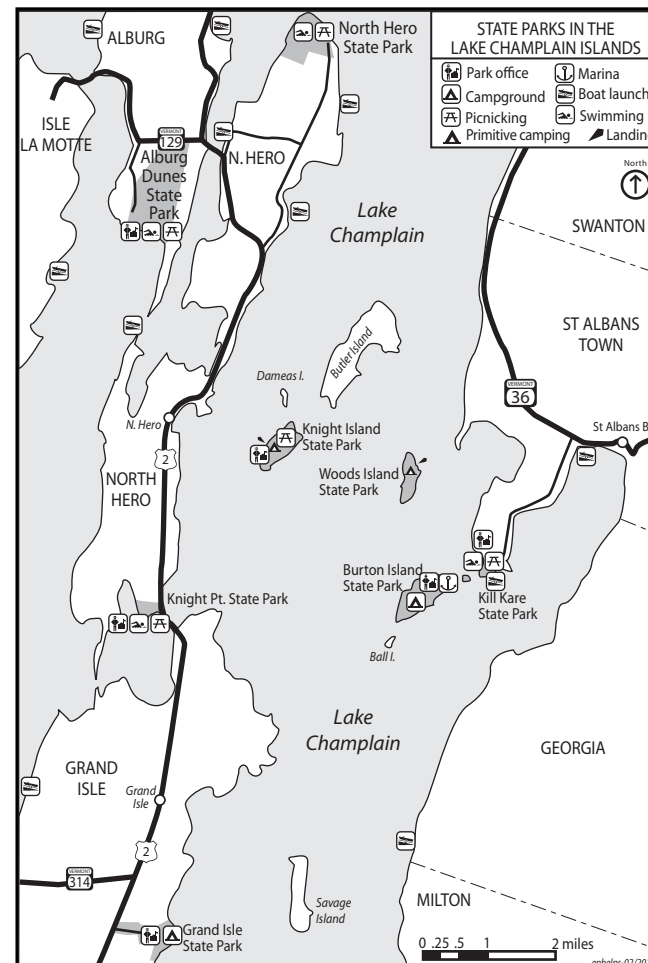 STATE PARKS IN THE
LAKE CHAMPLAIN ISLANDS
Park office
Marina
Campground
Boat launch
Picnicking
Swimming
Primitive camping
North
ALBURG
North Hero
State Park
ISLE
LA MOTTE
VERMONT
129
N. HERO
Alburg
Dunes
State
Park
Lake
Champlain
SWANTON
ST ALBANS
TOWN
Butler Island
VERMONT
36
Dameas I.
N. Hero
Knight Island
State Park
St Albans B
2
Woods Island
State Park
NORTH
HERO
Burton Island
State Park
Kill Kare
State Park
Knight Pt. State Park
Ball I.
Lake
Champlain
GEORGIA
GRAND
ISLE
Grand
Isle
2
VERMONT
314
MILTON
Savage
Island
Grand Isle
State Park
0 .25 .5 1 2 miles